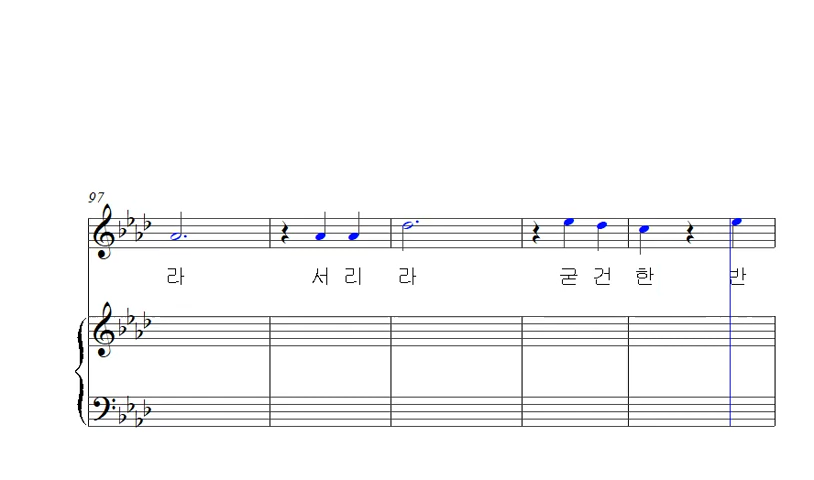 97
라 서 리 라 굳 건 한 반